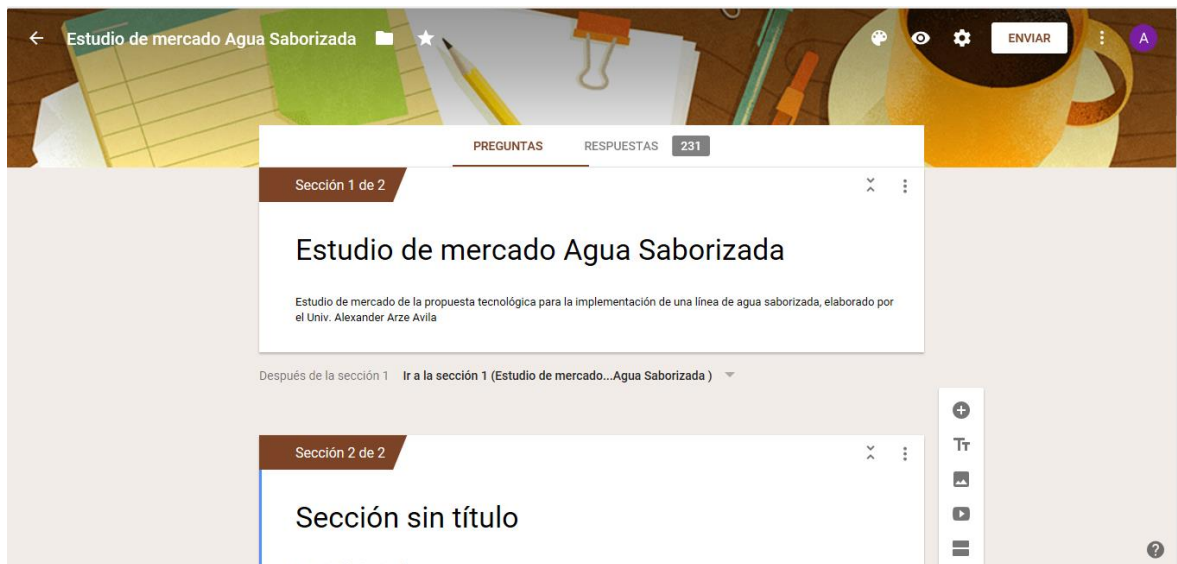 Estudio de mercado Agua Saborizada
ENVIAR
A
PREGUNTAS
RESPUESTAS 231
Sección 1 de 2
Estudio de mercado Agua Saborizada
Estudio de mercado de la propuesta tecnológica para la implementación de una línea de agua saborizada, elaborado por
el Univ. Alexander Arze Avila
Después de la sección 1 Ir a la sección 1 (Estudio de mercado...Agua Saborizada )
Sección 2 de 2
Tт
Sección sin título